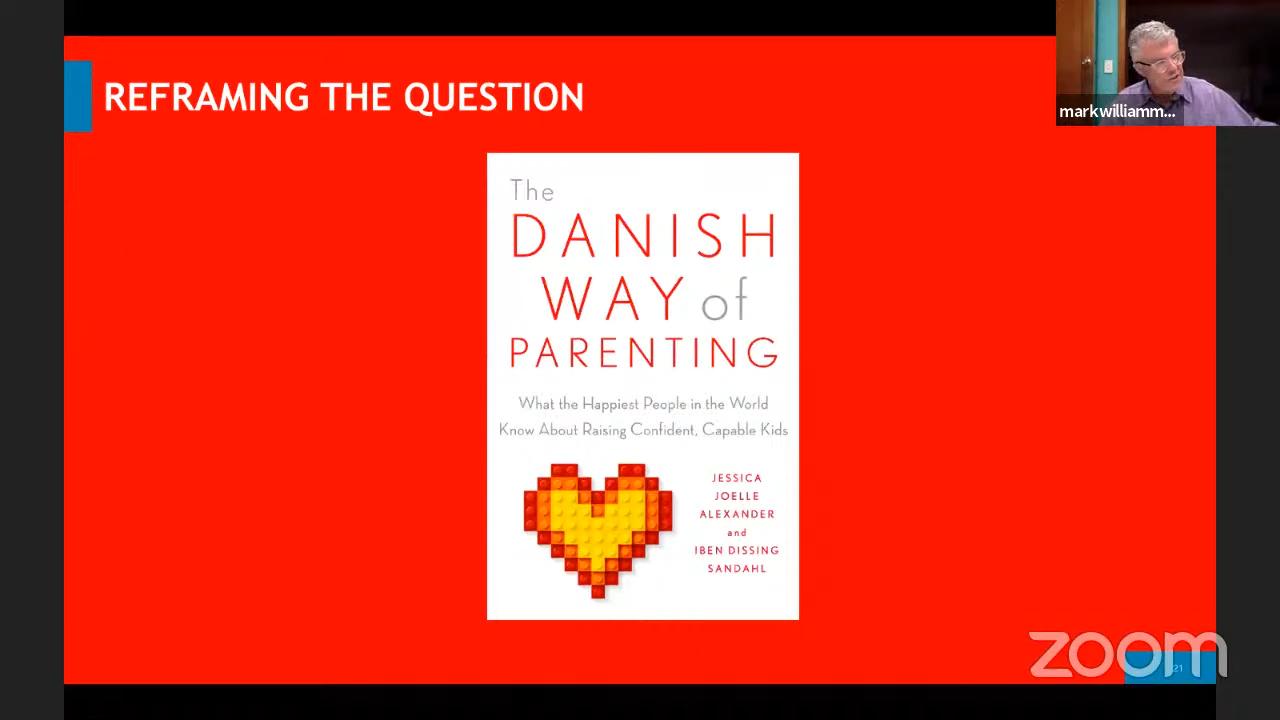 REFRAMING THE QUESTION
markwilliamm...
The
DANISH
WAY of
PARENTING
What the Happiest People in the World
Know About Raising Confident, Capable Kids
JESSICA
JOELLE
ALEXANDER
and
IBEN DISSING
SANDAHL
zoom
21